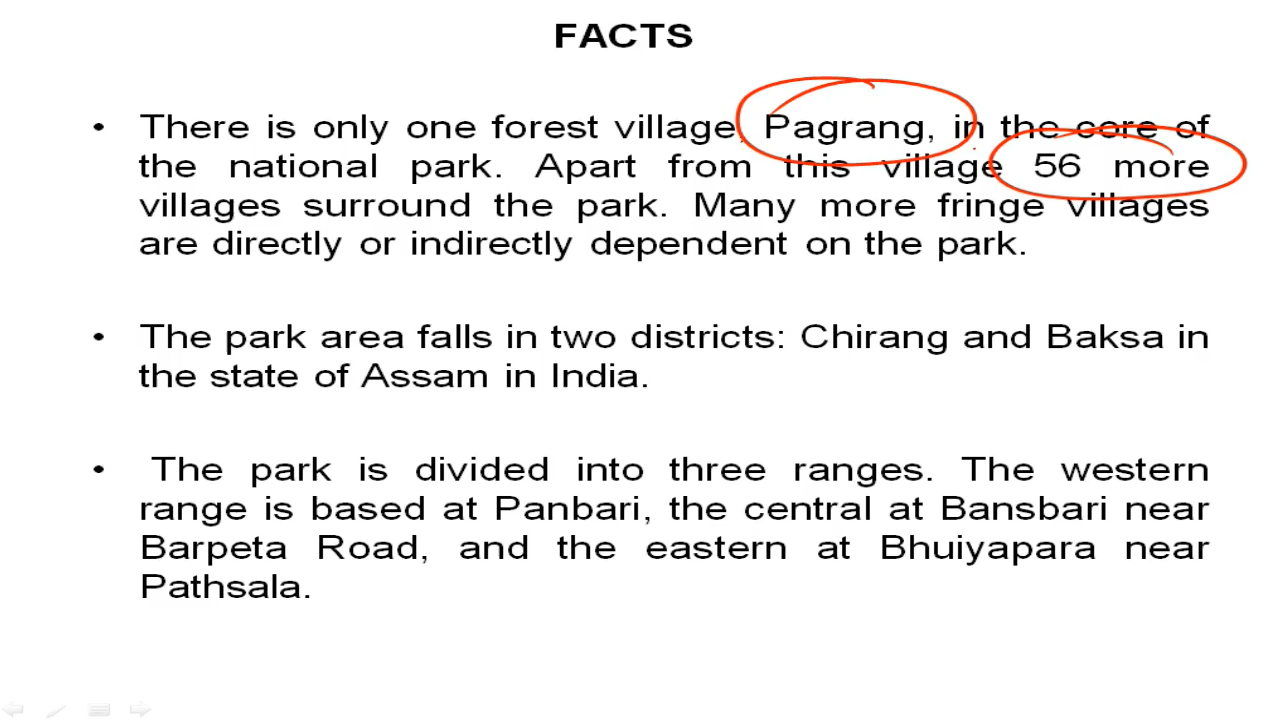 FACTS
• There is only one forest village, Pagrang, in the core of
the national park. Apart from this village 56 more
villages surround the park. Many more fringe villages
are directly or indirectly dependent on the park.
• The park area falls in two districts: Chirang and Baksa in
the state of Assam in India.
• The park is divided into three ranges. The western
range is based at Panbari, the central at Bansbari near
Barpeta Road, and the eastern at Bhuiyapara near
Pathsala.